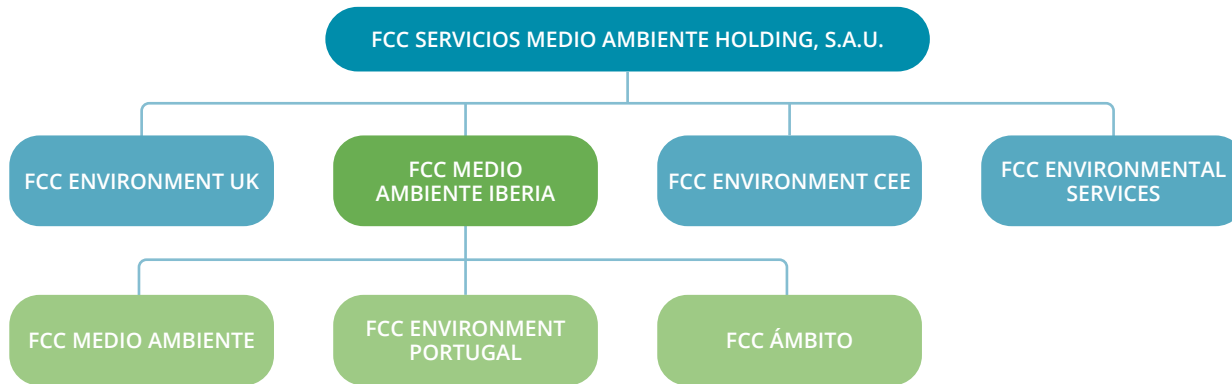 FCC SERVICIOS MEDIO AMBIENTE HOLDING, S.A.U.
FCC ENVIRONMENT UK
FCC MEDIO
AMBIENTE IBERIA
FCC ENVIRONMENT CEE
FCC ENVIRONMENTAL
SERVICES
FCC MEDIO AMBIENTE
FCC ENVIRONMENT
PORTUGAL
FCC ÁMBITO